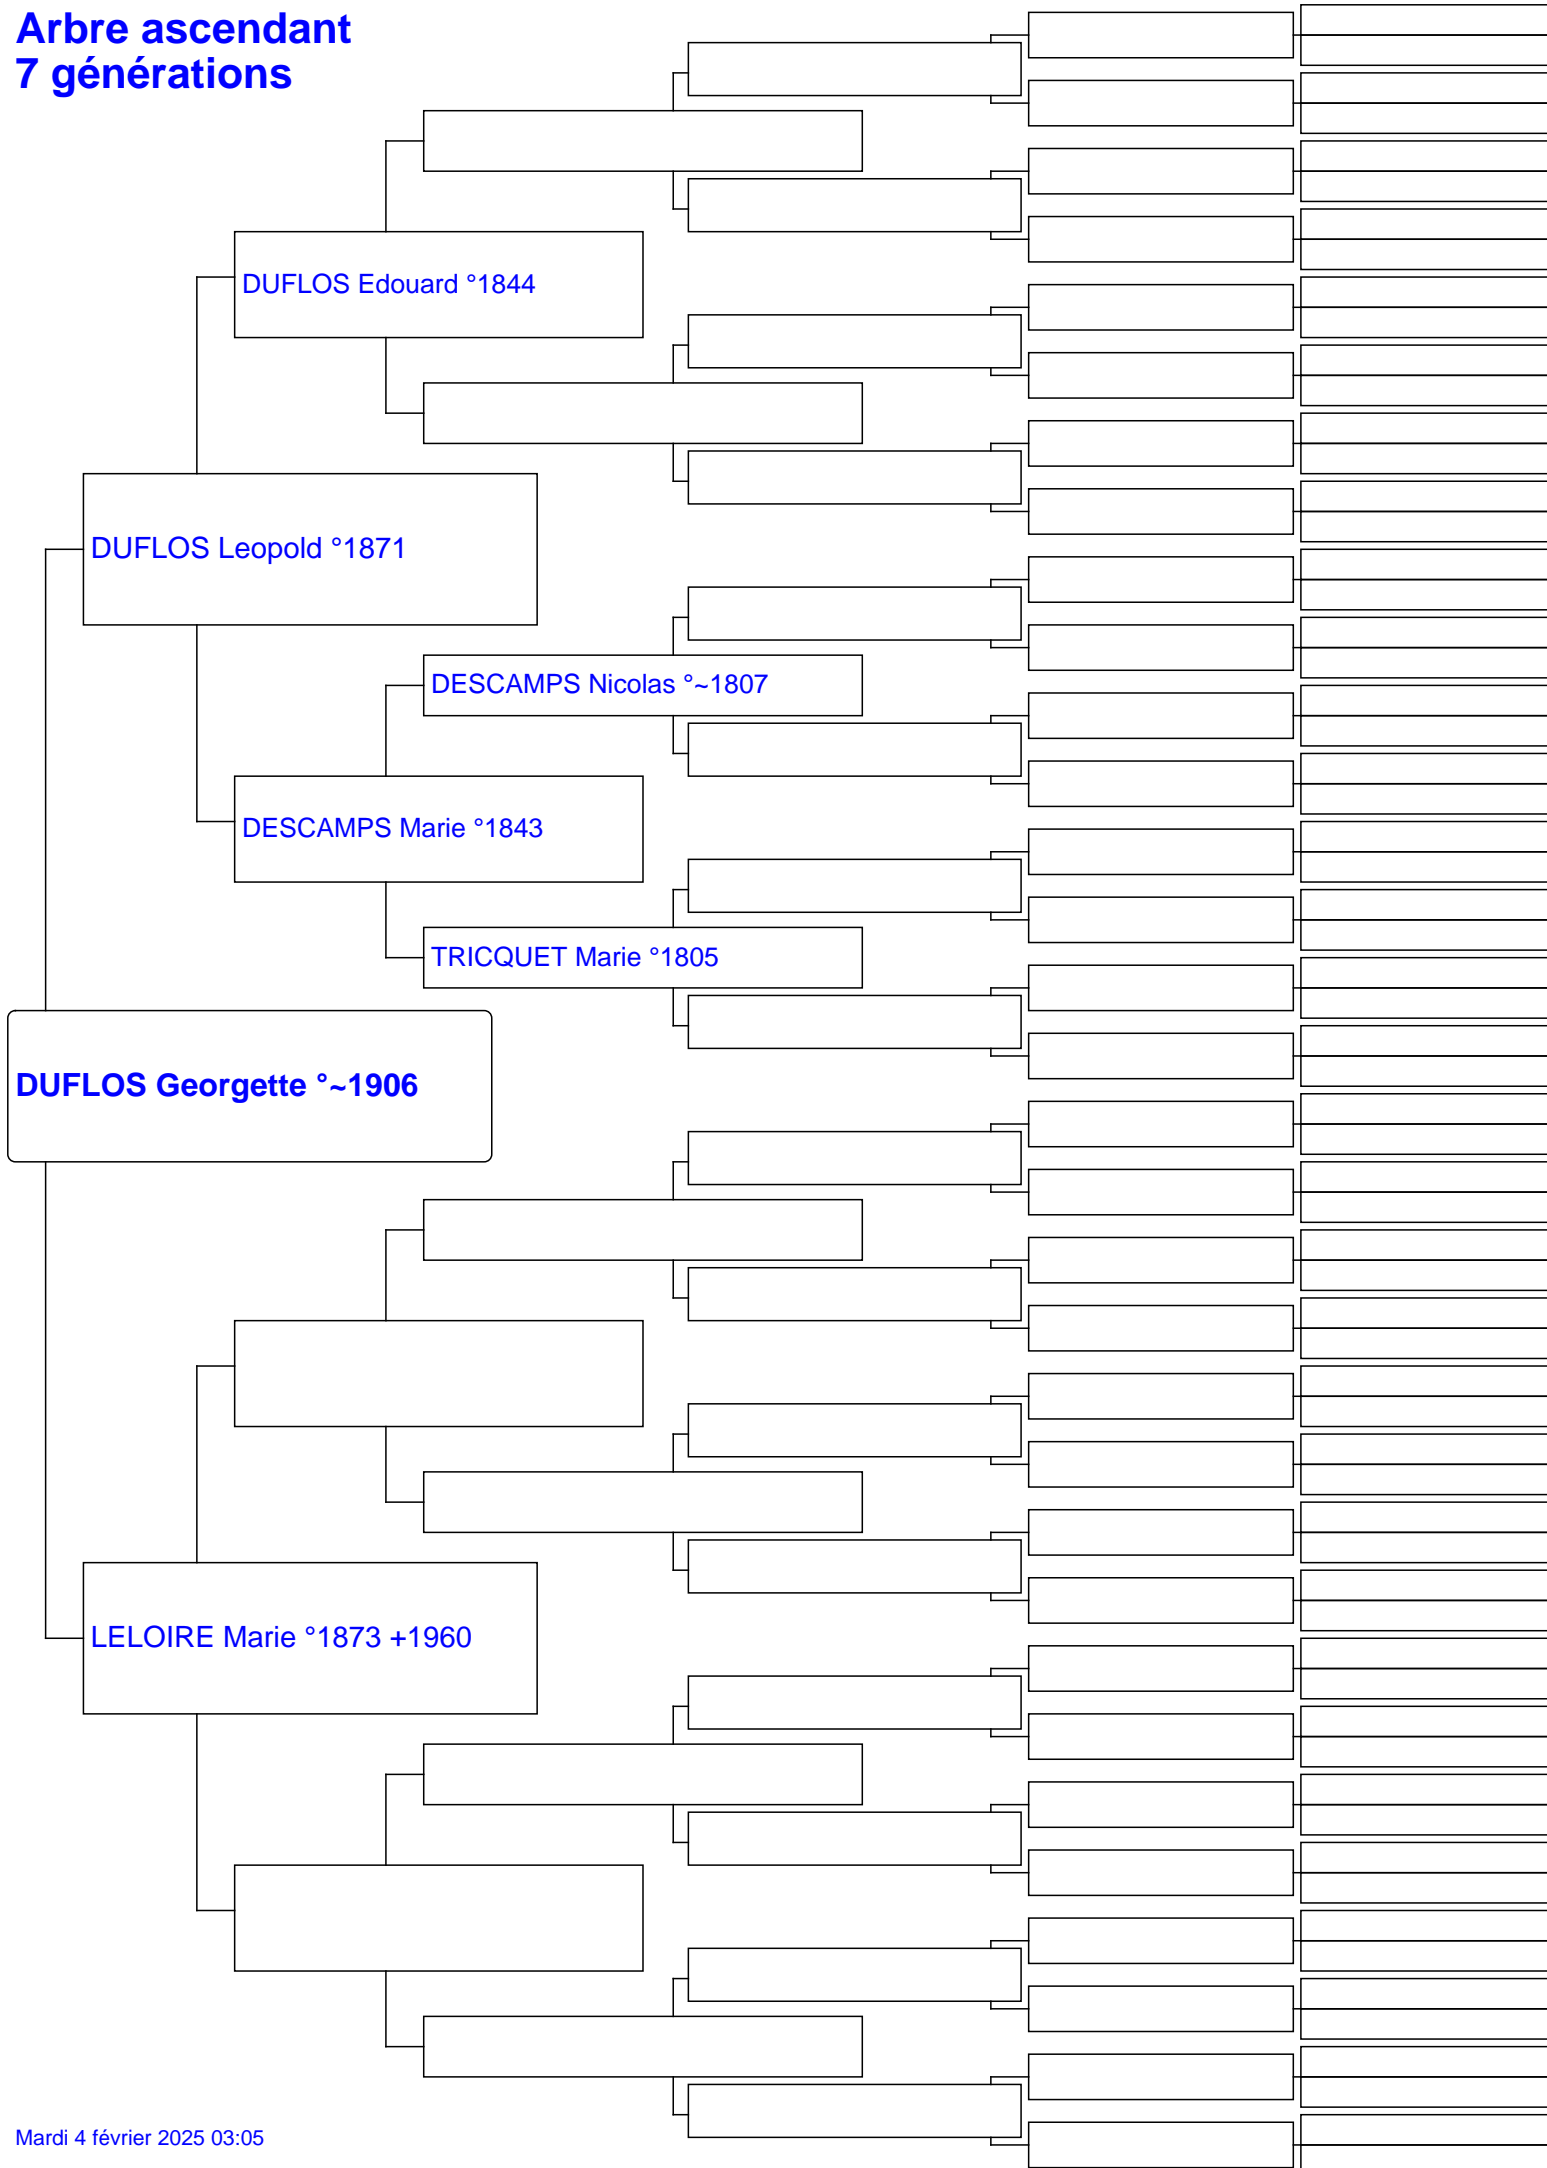 Arbre ascendant
7 générations
DUFLOS Edouard °1844
DUFLOS Leopold °1871
DESCAMPS Nicolas °~1807
DESCAMPS Marie °1843
TRICQUET Marie °1805
DUFLOS Georgette °~1906
LELOIRE Marie °1873 +1960
Mardi 4 février 2025 03:05